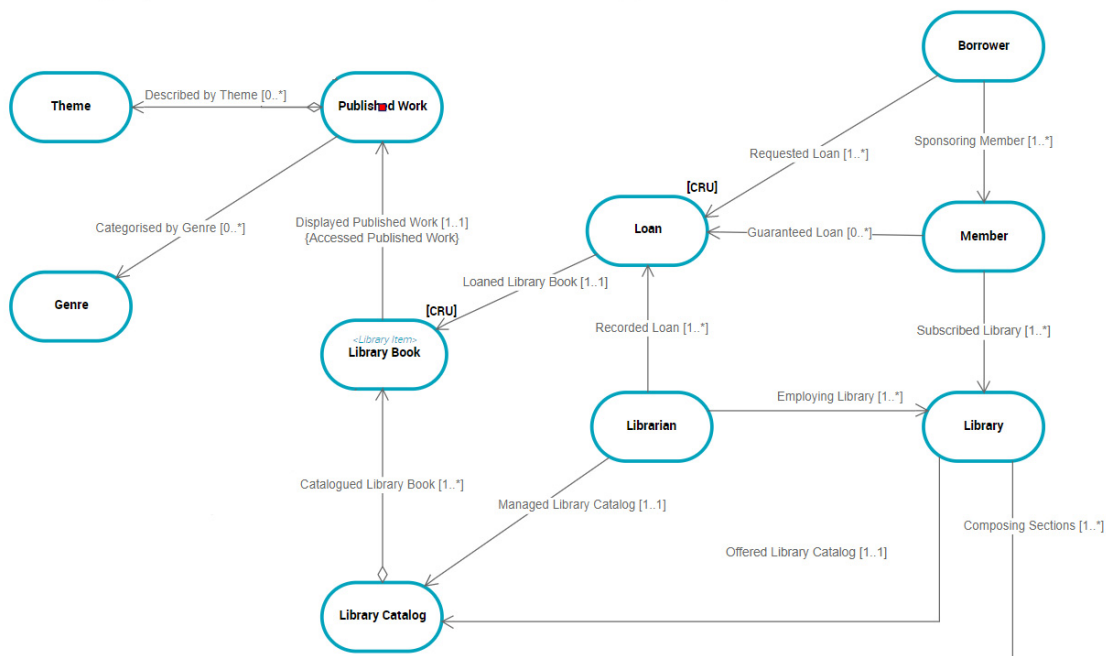 Borrower
Theme
Described by Theme [0..*]
Published Work
Sponsoring Member [1..*]
Requested Loan [1..*]
[CRU]
Categorised by Genre [0..*]
Displayed Published Work [1..1]
{Accessed Published Work}
Loan
Guaranteed Loan [0..*]
Member
Loaned Library Book [1..1]
Genre
[CRU]
Recorded Loan [1..*]
Subscribed Library [1..*]
<Library Item>
Library Book
Employing Library [1..*]
Librarian
Library
Catalogued Library Book [1..*]
Managed Library Catalog [1..1]
Composing Sections [1..*]
Offered Library Catalog [1..1]
Library Catalog